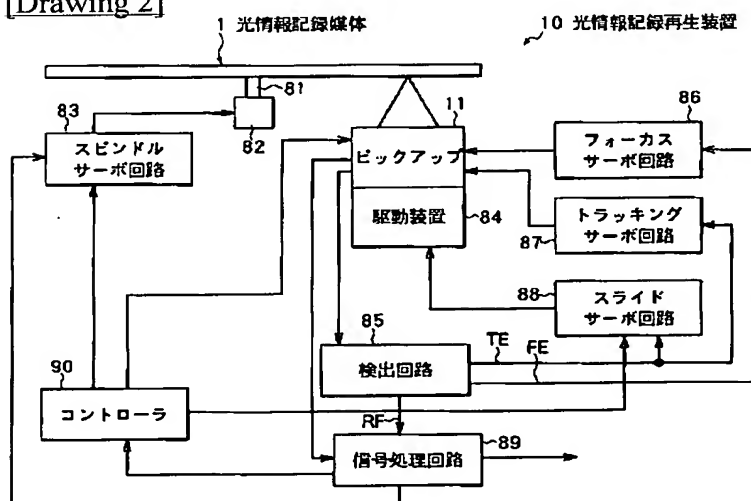 [Drawing 2]
1 光情報記録媒体
10 光情報記録再生装置
81
82
83
スピンドル
サーボ回路
11
ピックアップ
駆動装置
84
86
フォーカス
サーボ回路
87
トラッキング
サーボ回路
88
スライド
サーボ回路
85
検出回路
TE
FE
90
コントローラ
RF
89
信号処理回路